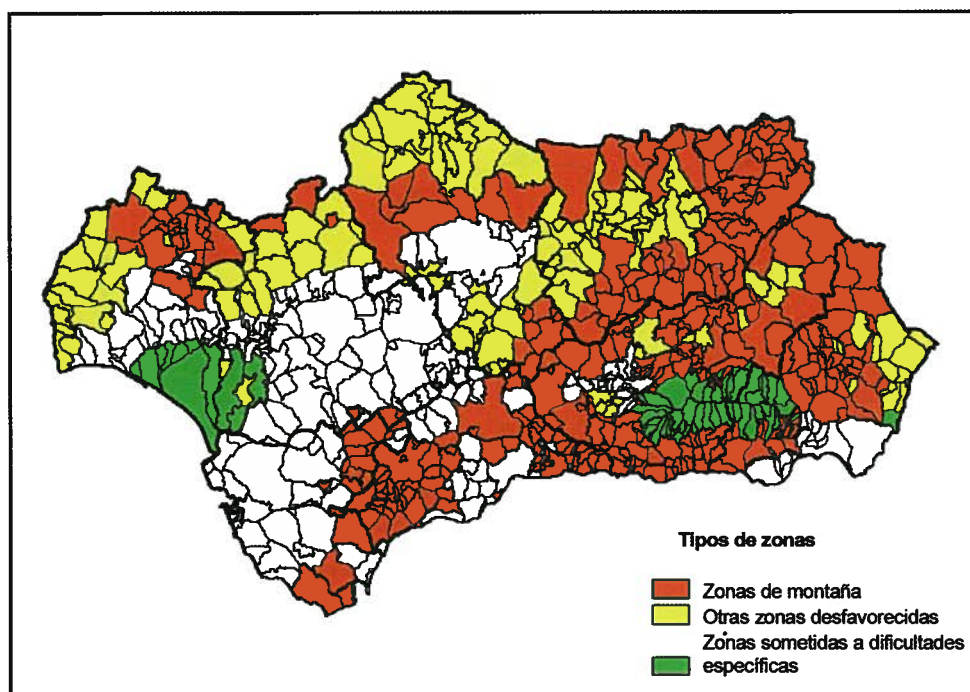 Tipos de zonas
Zonas de montaña
Otras zonas desfavorecidas
Zonas sometidas a dificultades
específicas